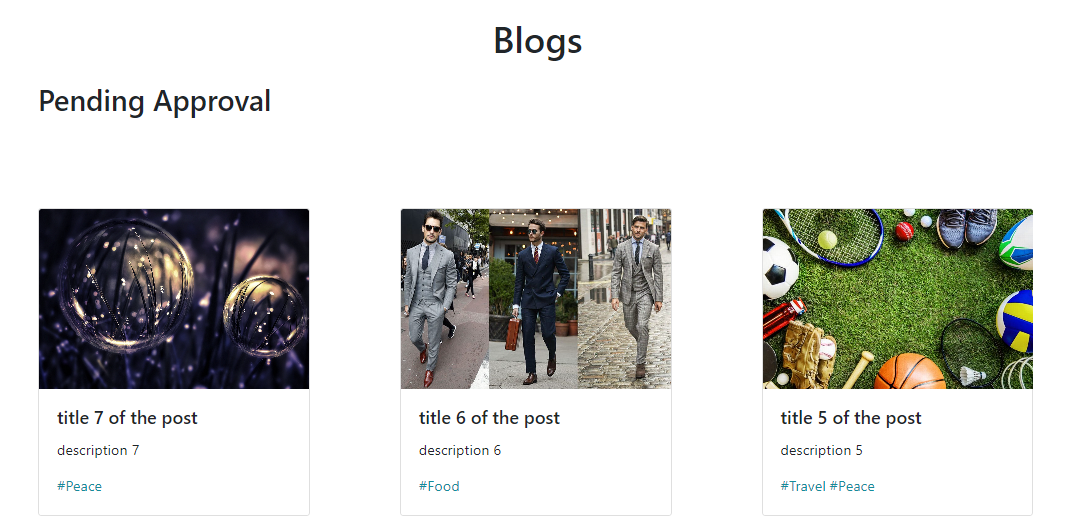 Blogs
Pending Approval
title 7 of the post
description 7
#Peace
title 6 of the post
description 6
#Food
title 5 of the post
description 5
#Travel #Peace